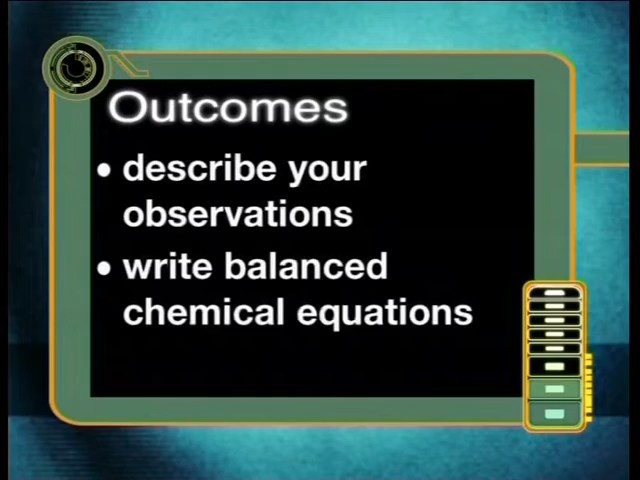 Outcomes
• describe your
observations
• write balanced
chemical equations